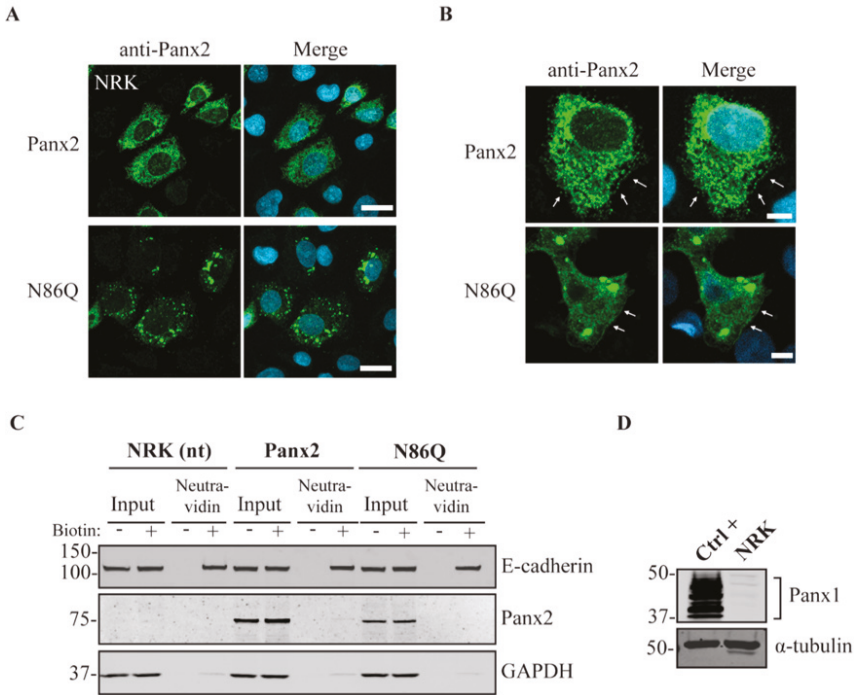 A
anti-Panx2 Merge
NRK
Panx2
N86Q
B
anti-Panx2 Merge
Panx2
N86Q
C
NRK (nt) Panx2 N86Q
Input Neutra-vidin Input Neutra-vidin Input Neutra-vidin
Biotin: - + - + - + - + - + - +
150-
100-
E-cadherin
75-
Panx2
37-
GAPDH
D
Ctrl + NRK
50-
37-
Panx1
50-
α-tubulin